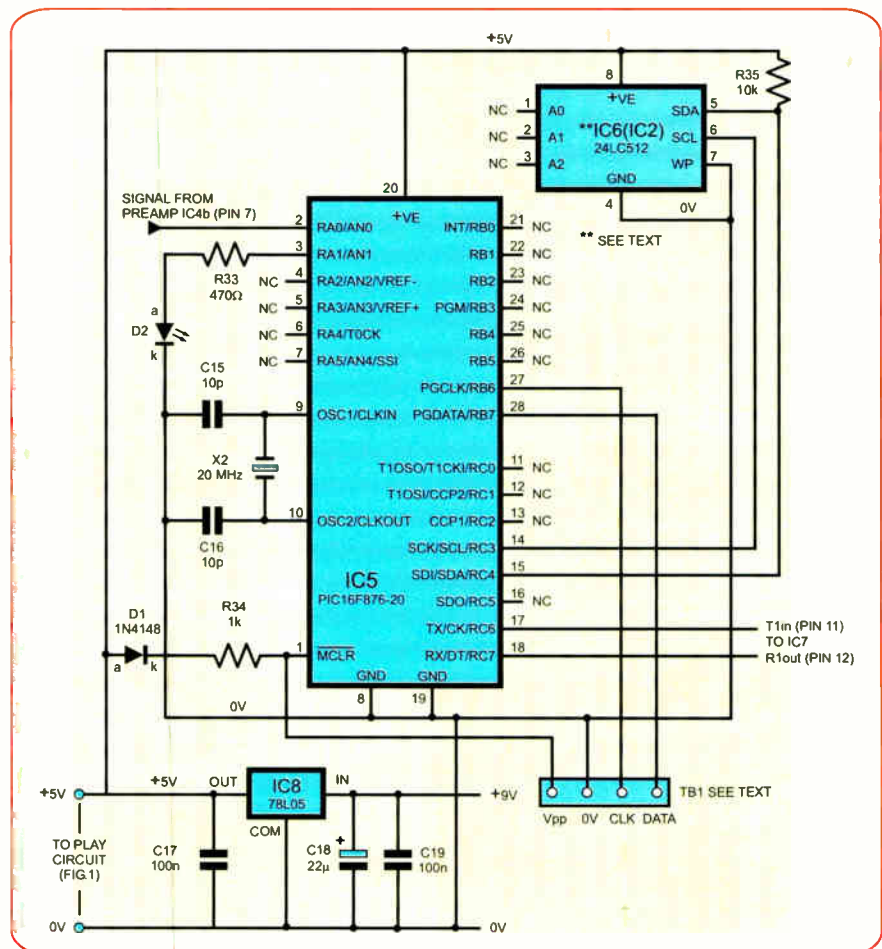 +5V
R35
10k
8
+VE
NC 1 A0
SDA 5
**IC6(IC2)
24LC512
NC 2 A1
SCL 6
NC 3 A2
WP 7
GND
4
0V
** SEE TEXT
20
+VE
SIGNAL FROM
PREAMP IC4b (PIN 7)
2 RA0/AN0
INT/RB0 21 NC
3 RA1/AN1
RB1 22 NC
R33
470Ω
NC 4 RA2/AN2/VREF-
RB2 23 NC
NC 5 RA3/AN3/VREF+
PGM/RB3 24 NC
a
D2
k
NC 6 RA4/T0CK
RB4 25 NC
NC 7 RA5/AN4/SSI
RB5 26 NC
C15
10p
PGCLK/RB6 27
9 OSC1/CLKIN
PGDATA/RB7 28
X2
20 MHz
T1OSO/T1CKI/RC0 11 NC
T1OSI/CCP2/RC1 12 NC
10 OSC2/CLKOUT
CCP1/RC2 13 NC
C16
10p
SCK/SCL/RC3 14
IC5
PIC16F876-20
SDI/SDA/RC4 15
SDO/RC5 16 NC
D1
1N4148
a
k
R34
1k
TX/CK/RC6 17
T1in (PIN 11)
TO IC7
R1out (PIN 12)
1 MCLR
RX/DT/RC7 18
GND
8
GND
19
0V
+5V
+5V
OUT
IC8
78L05
IN
+9V
COM
TB1 SEE TEXT
Vpp 0V CLK DATA
TO PLAY
CIRCUIT
(FIG.1)
C17
100n
+
C18
22µ
C19
100n
0V
0V